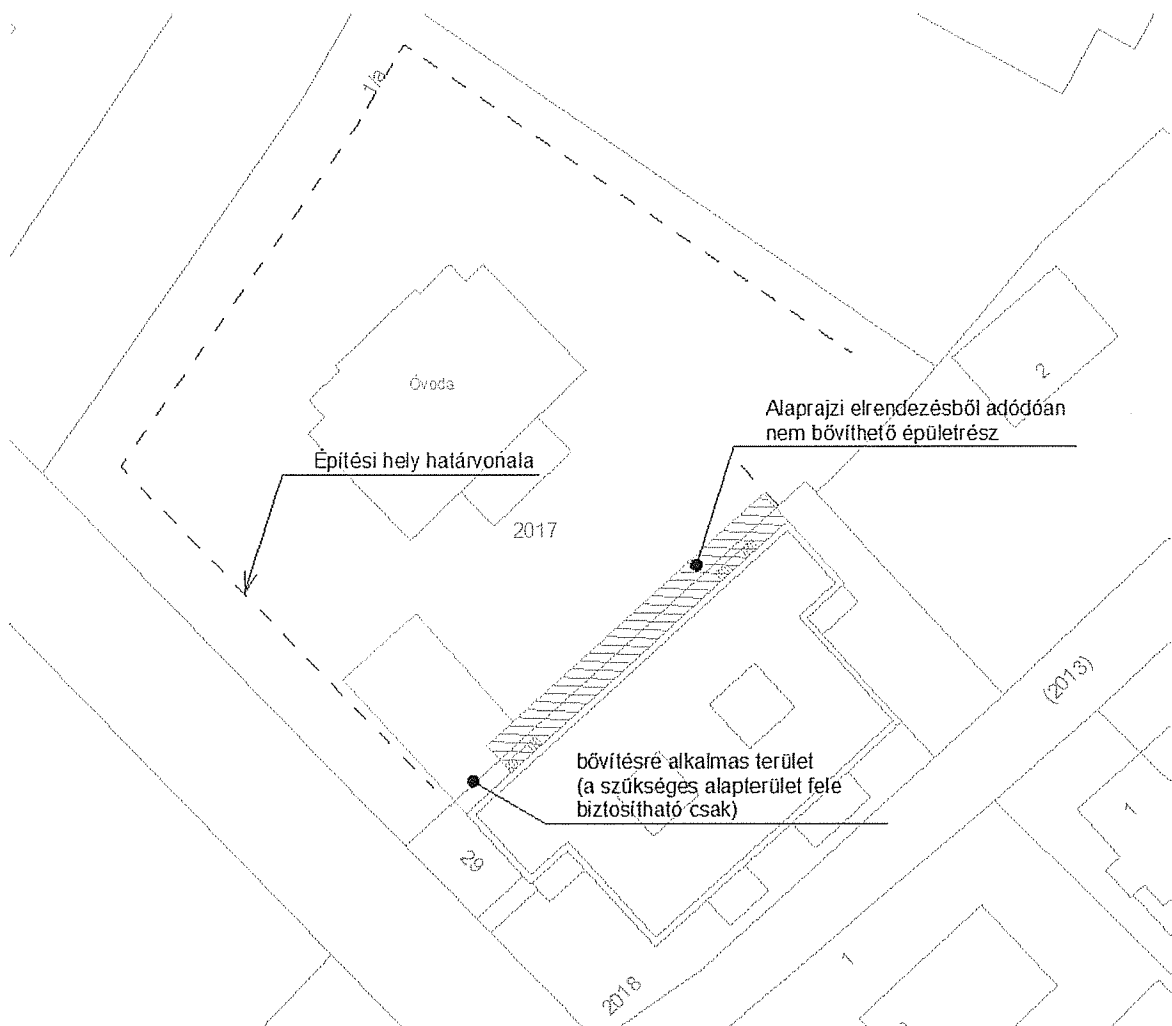 1/a
Óvoda
2
Alaprajzi elrendezésből adódóan
nem bővíthető épületrész
Építési hely határvonala
2017
(2013)
bővítésre alkalmas terület
(a szükséges alapterület fele
biztosítható csak)
1
29
1
2018